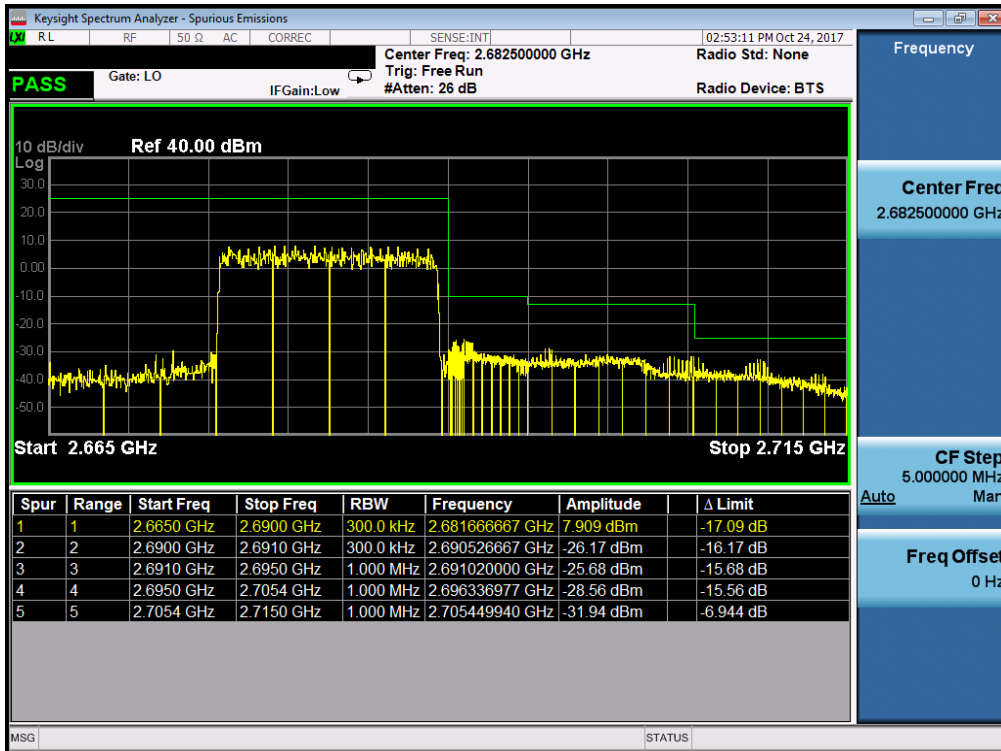 Keysight Spectrum Analyzer - Spurious Emissions
LXI RL RF 50 Ω AC CORREC SENSE:INT 02:53:11 PM Oct 24, 2017
Center Freq: 2.682500000 GHz Radio Std: None
PASS Gate: LO Trig: Free Run
IFGain:Low #Atten: 26 dB Radio Device: BTS
10 dB/div Ref 40.00 dBm
Log
30.0
20.0
10.0
0.00
-10.0
-20.0
-30.0
-40.0
-50.0
Start 2.665 GHz Stop 2.715 GHz
Spur Range Start Freq Stop Freq RBW Frequency Amplitude Δ Limit
1 1 2.6650 GHz 2.6900 GHz 300.0 kHz 2.681666667 GHz 7.909 dBm -17.09 dB
2 2 2.6900 GHz 2.6910 GHz 300.0 kHz 2.690526667 GHz -26.17 dBm -16.17 dB
3 3 2.6910 GHz 2.6950 GHz 1.000 MHz 2.691020000 GHz -25.68 dBm -15.68 dB
4 4 2.6950 GHz 2.7054 GHz 1.000 MHz 2.696336977 GHz -28.56 dBm -15.56 dB
5 5 2.7054 GHz 2.7150 GHz 1.000 MHz 2.705449940 GHz -31.94 dBm -6.944 dB
MSG STATUS
Frequency
Center Freq
2.682500000 GHz
CF Step
5.000000 MHz
Auto Man
Freq Offset
0 Hz